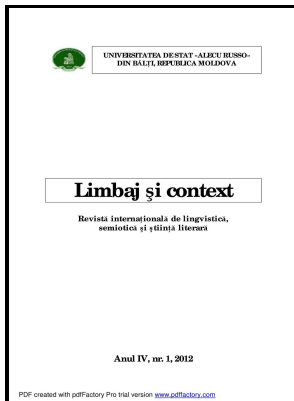 UNIVERSITATEA DE STAT «ALECU RUSSO»
DIN BĂLŢI, REPUBLICA MOLDOVA
Limbaj şi context
Revistă internaţională de lingvistică,
semiotică şi ştiinţă literară
Anul IV, nr. 1, 2012
PDF created with pdfFactory Pro trial version www.pdffactory.com